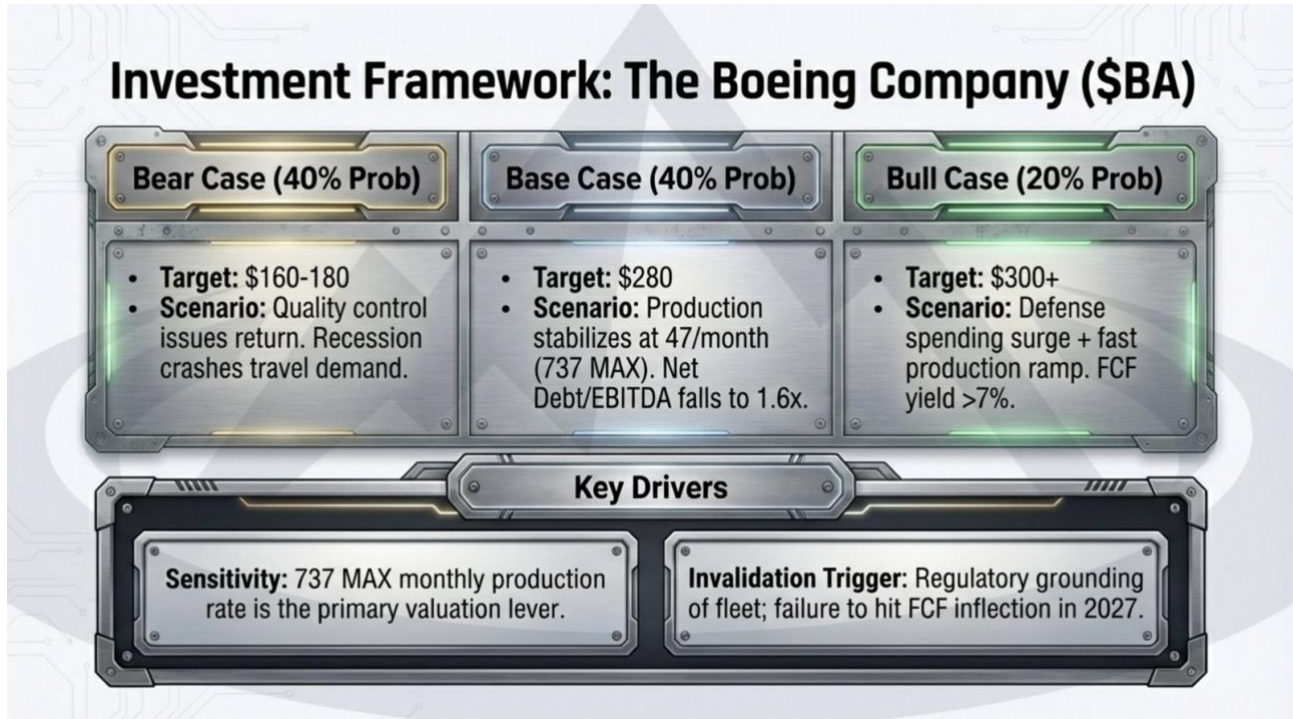 Investment Framework: The Boeing Company ($BA)
Bear Case (40% Prob)
• Target: $160-180
• Scenario: Quality control
issues return. Recession
crashes travel demand.
Base Case (40% Prob)
• Target: $280
• Scenario: Production
stabilizes at 47/month
(737 MAX). Net
Debt/EBITDA falls to 1.6x.
Bull Case (20% Prob)
• Target: $300+
• Scenario: Defense
spending surge + fast
production ramp. FCF
yield >7%.
Key Drivers
Sensitivity: 737 MAX monthly production
rate is the primary valuation lever.
Invalidation Trigger: Regulatory grounding
of fleet; failure to hit FCF inflection in 2027.